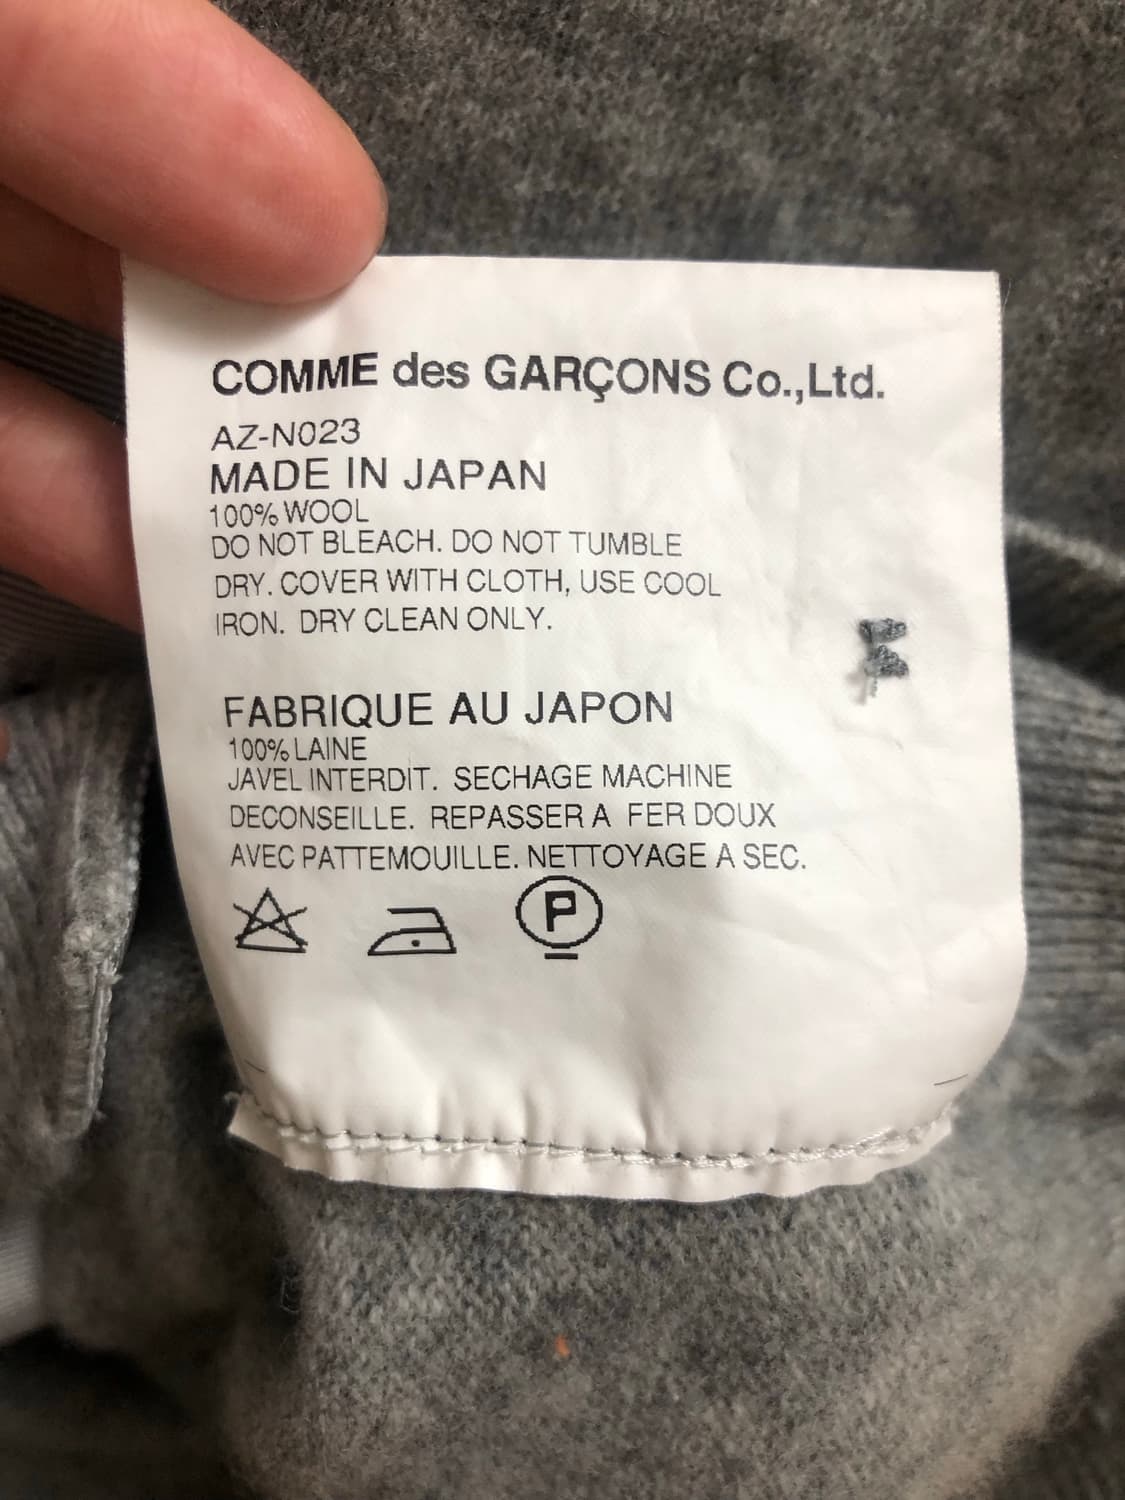 COMME des GARÇONS Co.,Ltd.
AZ-N023
MADE IN JAPAN
100% WOOL
DO NOT BLEACH. DO NOT TUMBLE
DRY. COVER WITH CLOTH, USE COOL
IRON. DRY CLEAN ONLY.
FABRIQUE AU JAPON
100% LAINE
JAVEL INTERDIT. SECHAGE MACHINE
DECONSEILLE. REPASSER A FER DOUX
AVEC PATTEMOUILLE. NETTOYAGE A SEC.
P